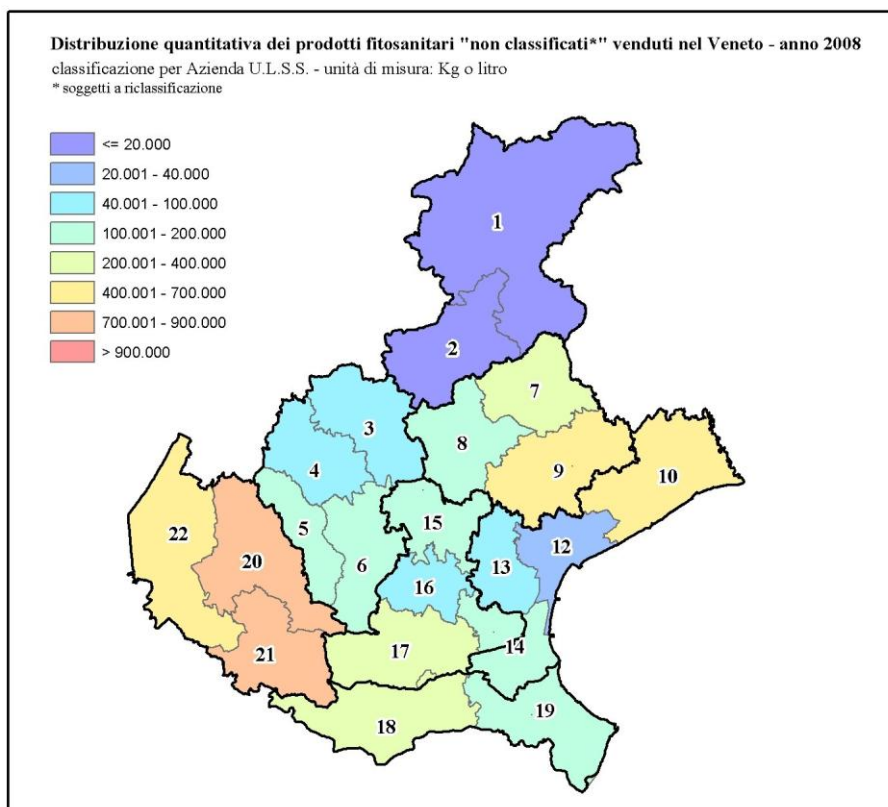 Distribuzione quantitativa dei prodotti fitosanitari "non classificati*" venduti nel Veneto - anno 2008
classificazione per Azienda U.L.S.S. - unità di misura: Kg o litro
* soggetti a riclassificazione
<= 20.000
20.001 - 40.000
40.001 - 100.000
100.001 - 200.000
200.001 - 400.000
400.001 - 700.000
700.001 - 900.000
> 900.000
1
2
7
3
8
4
9
10
15
22
5
12
20
6
13
16
14
17
21
19
18